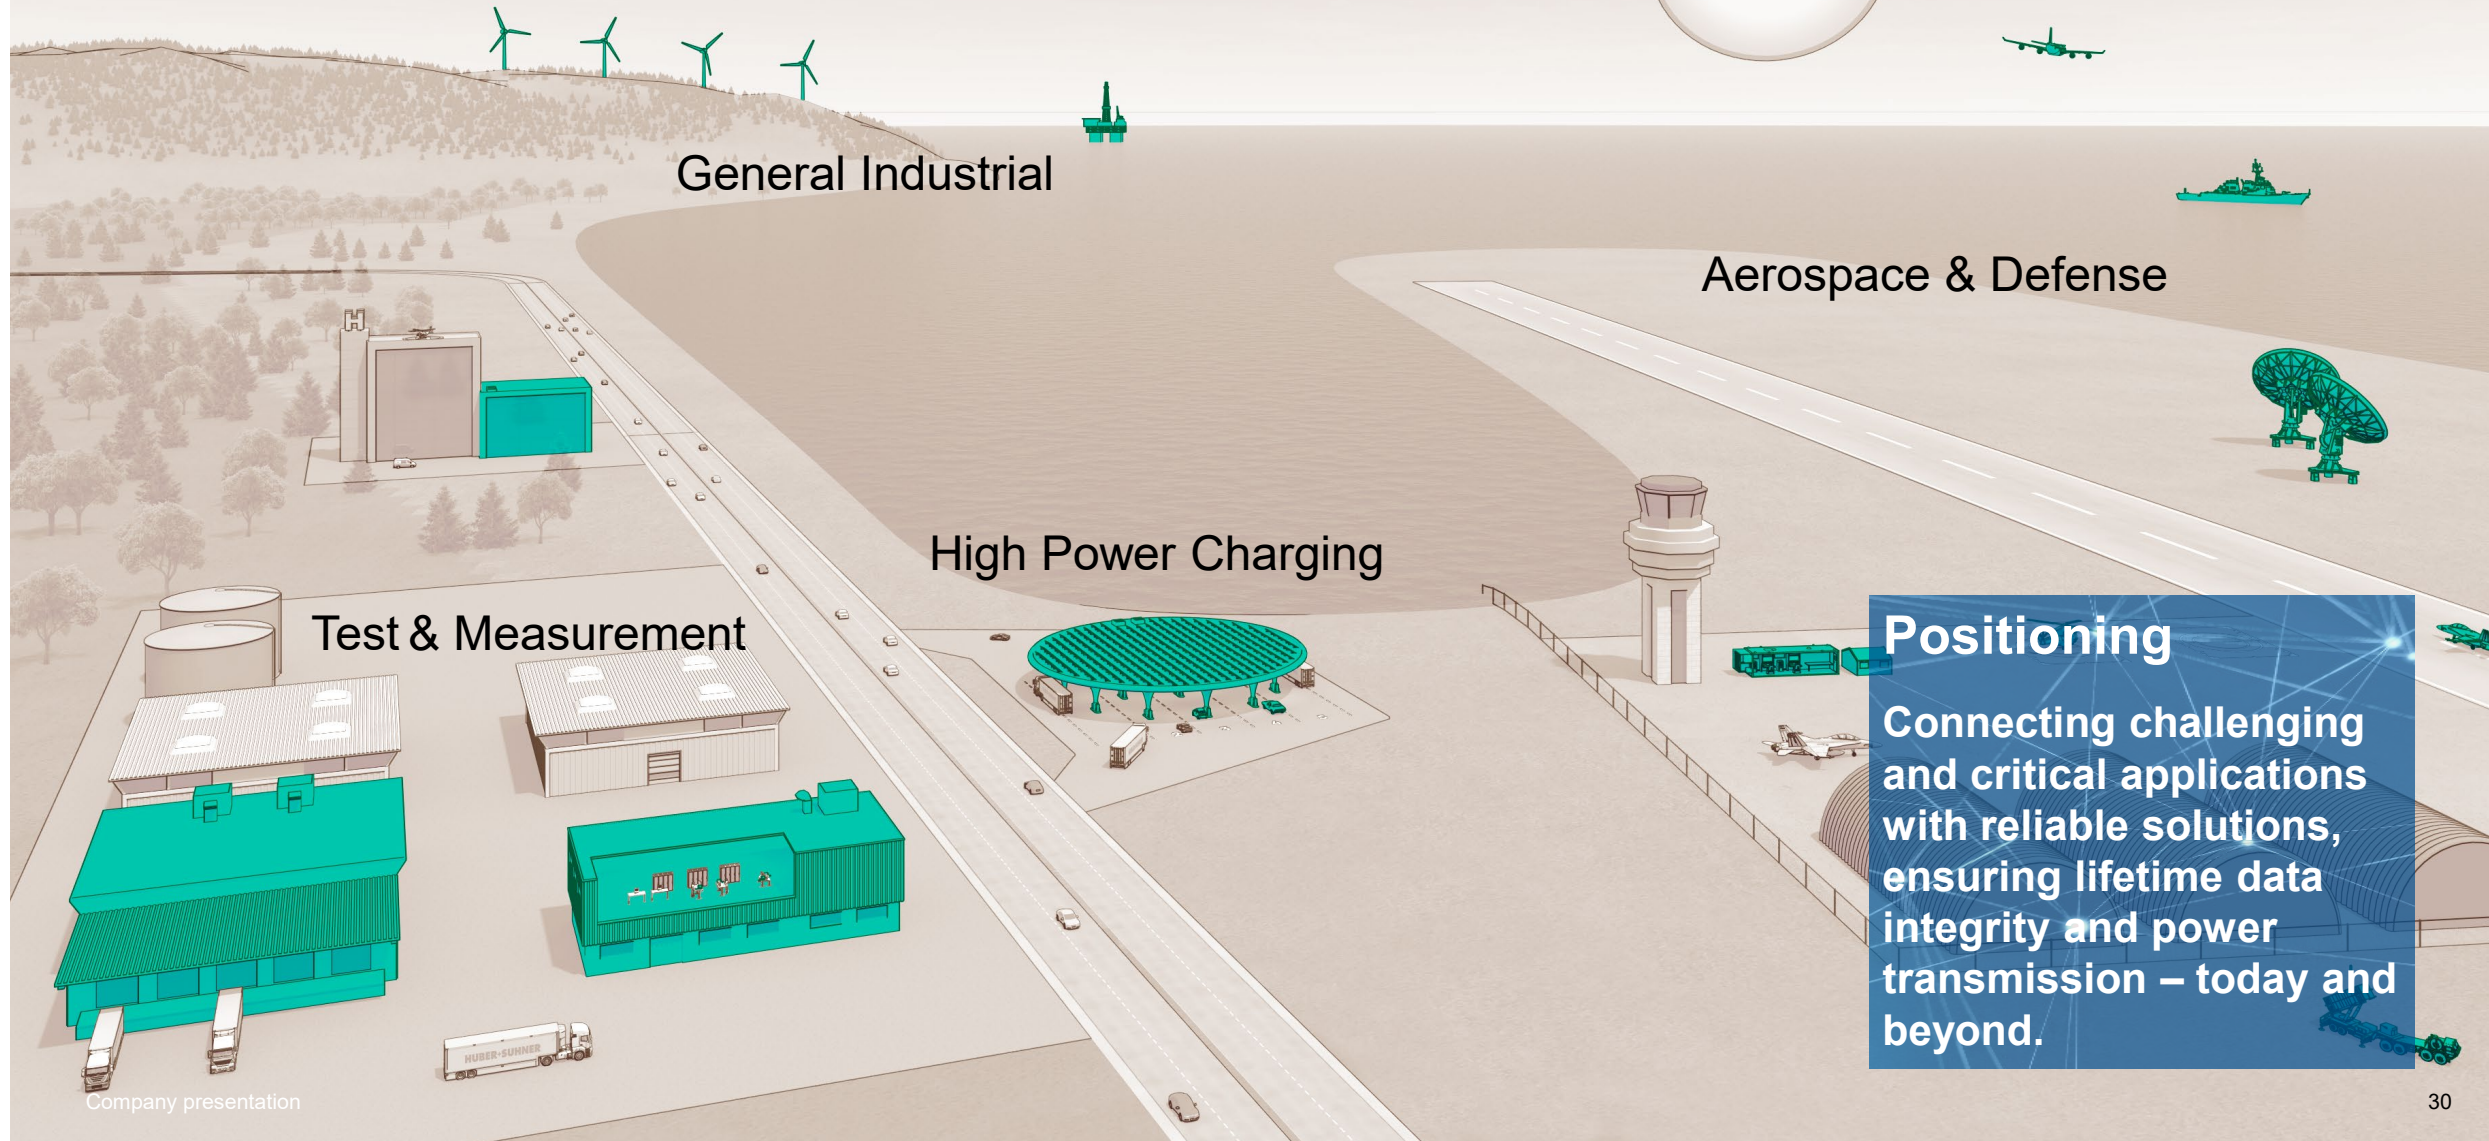 General Industrial
Aerospace & Defense
H
High Power Charging
Test & Measurement
Positioning
Connecting challenging
and critical applications
with reliable solutions,
ensuring lifetime data
integrity and power
transmission – today and
beyond.
HUBER+SUHNER
Company presentation
30